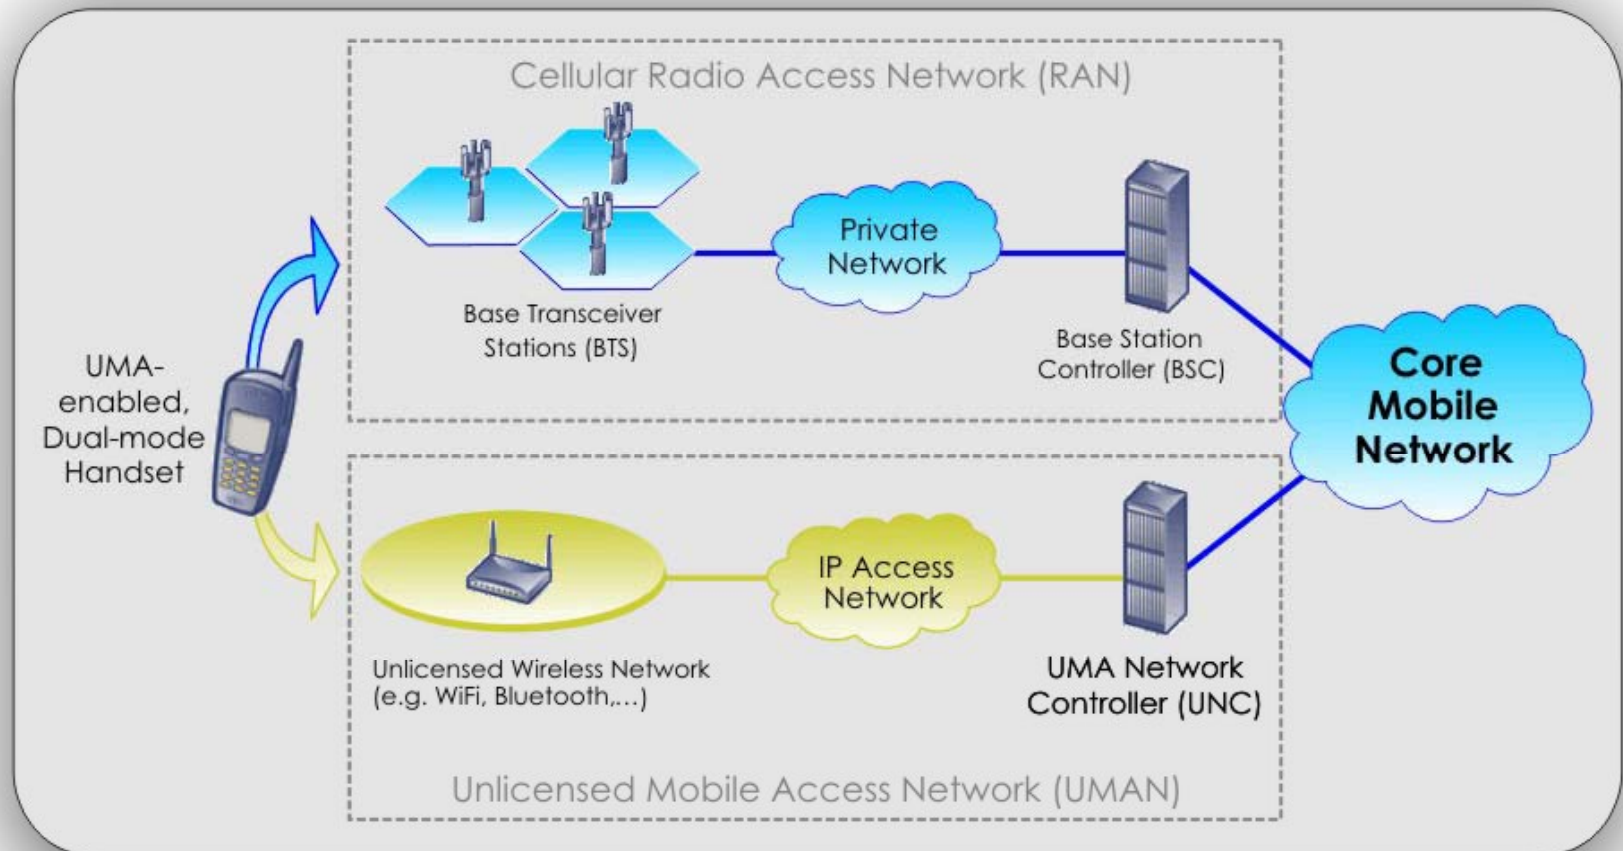 Cellular Radio Access Network (RAN)
Private
Network
Base Transceiver
Stations (BTS)
Base Station
Controller (BSC)
UMA-
enabled,
Dual-mode
Handset
Core
Mobile
Network
IP Access
Network
Unlicensed Wireless Network
(e.g. WiFi, Bluetooth,...)
UMA Network
Controller (UNC)
Unlicensed Mobile Access Network (UMAN)